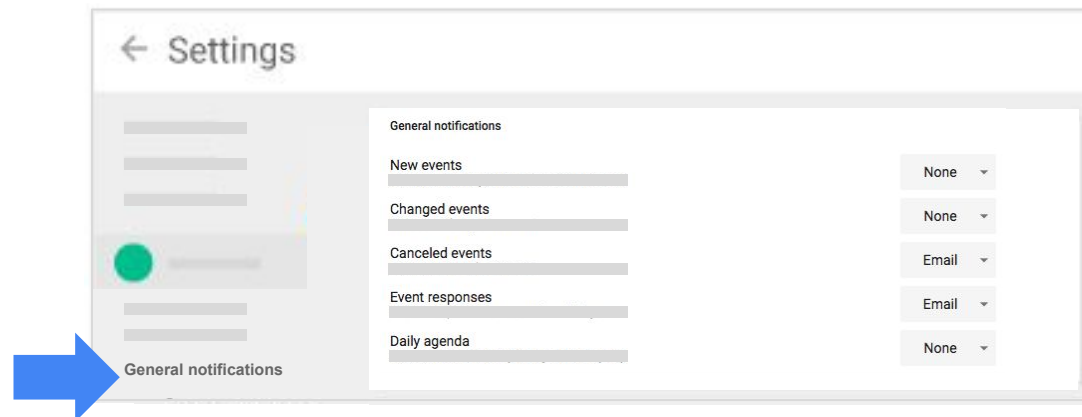 Settings
General notifications
New events
None
Changed events
None
Canceled events
Email
Event responses
Email
Daily agenda
None
General notifications